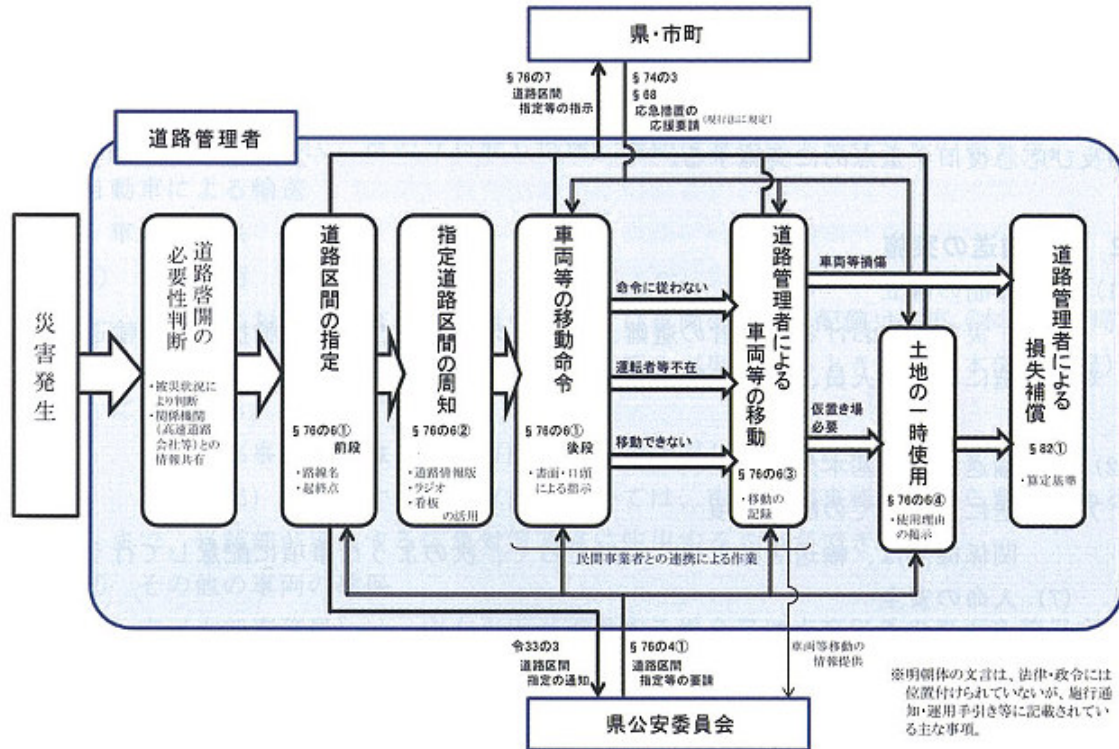 県・市町
§76の7
道路区間
指定等の指示
§74の3
§68
応急措置の
応援要請
(現行法に規定)
道路管理者
災害発生
道路啓開の
必要性判断
・被災状況に
より判断
・関係機関
(高速道路
会社等)との
情報共有
道路区間の指定
§76の6①
前段
・路線名
・起終点
指定道路区間の周知
§76の6②
・道路情報版
・ラジオ
・看板
の活用
車両等の移動命令
§76の6①
後段
・書面・口頭
による指示
命令に従わない
運転者等不在
移動できない
道路管理者による
車両等の移動
§76の6③
・移動の
記録
車両等損傷
仮置き場
必要
土地の一時使用
§76の6④
・使用理由
の掲示
道路管理者による
損失補償
§82①
・算定基準
民間事業者との連携による作業
令33の3
道路区間
指定の通知
§76の4①
道路区間
指定等の要請
車両等移動の
情報提供
県公安委員会
※明朝体の文言は、法律・政令には
位置付けられていないが、施行通
知・運用手引き等に記載されてい
る主な事項。